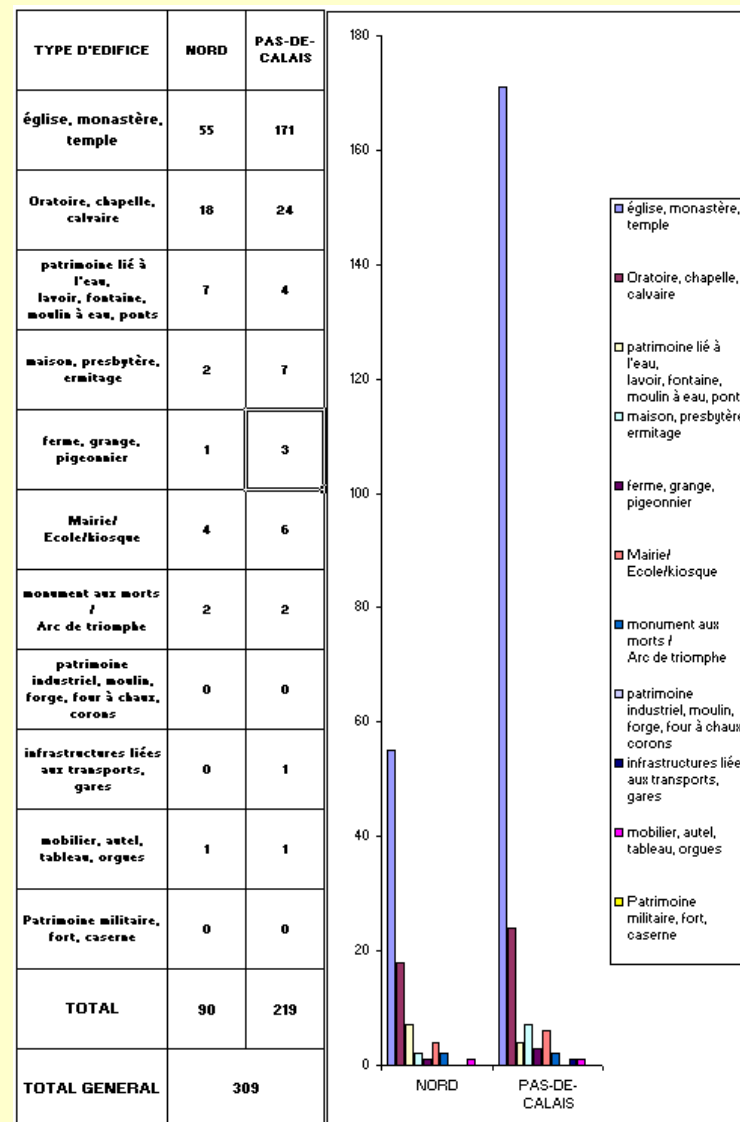 TYPE D'EDIFICE NORD PAS-DE-
CALAIS
église, monastère,
temple 55 171
Oratoire, chapelle,
calvaire 18 24
patrimoine lié à
l'eau,
lavoir, fontaine,
moulin à eau, ponts 7 4
maison, presbytère,
ermitage 2 7
ferme, grange,
pigeonnier 1 3
Mairie/
Ecole/kiosque 4 6
monument aux morts
/
Arc de triomphe 2 2
patrimoine
industriel, moulin,
forge, four à chaux,
corons 0 0
infrastructures liées
aux transports,
gares 0 1
mobilier, autel,
tableau, orgues 1 1
Patrimoine militaire,
fort, caserne 0 0
TOTAL 90 219
TOTAL GENERAL 309
180
160
140
120
100
80
60
40
20
0
NORD
PAS-DE-
CALAIS
église, monastère,
temple
Oratoire, chapelle,
calvaire
patrimoine lié à
l'eau,
lavoir, fontaine,
moulin à eau, pont
maison, presbytère
ermitage
ferme, grange,
pigeonnier
Mairie/
Ecole/kiosque
monument aux
morts /
Arc de triomphe
patrimoine
industriel, moulin,
forge, four à chaux
corons
infrastructures liée
aux transports,
gares
mobilier, autel,
tableau, orgues
Patrimoine
militaire, fort,
caserne